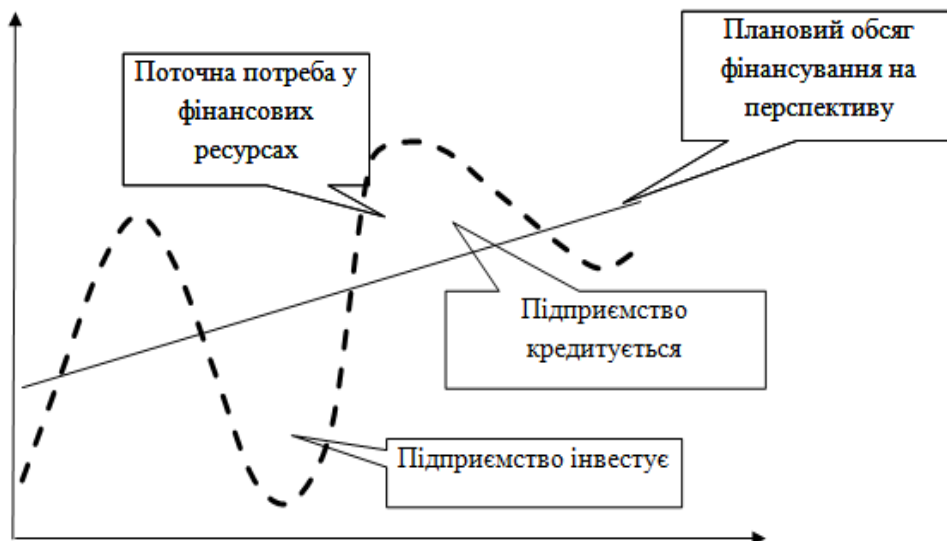 Поточна потреба у
фінансових
ресурсах
Плановий обсяг
фінансування на
перспективу
Підприємство
кредитується
Підприємство інвестує